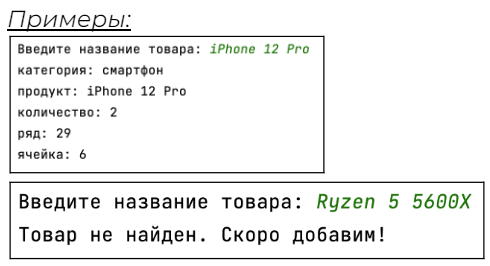 Примеры:
Введите название товара: iPhone 12 Pro
категория: смартфон
продукт: iPhone 12 Pro
количество: 2
ряд: 29
ячейка: 6
Введите название товара: Ryzen 5 5600X
Товар не найден. Скоро добавим!